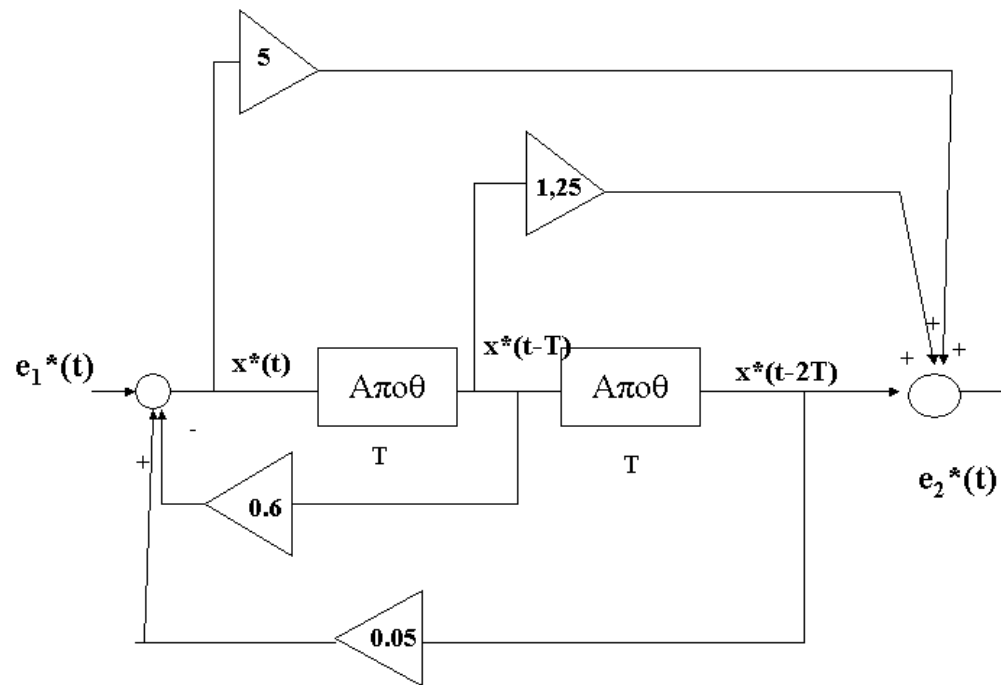 5
1,25
+
+
+
e₁*(t)
x*(t)
Αποθ
x*(t-T)
Αποθ
x*(t-2T)
-
+
T
T
e₂*(t)
0.6
0.05